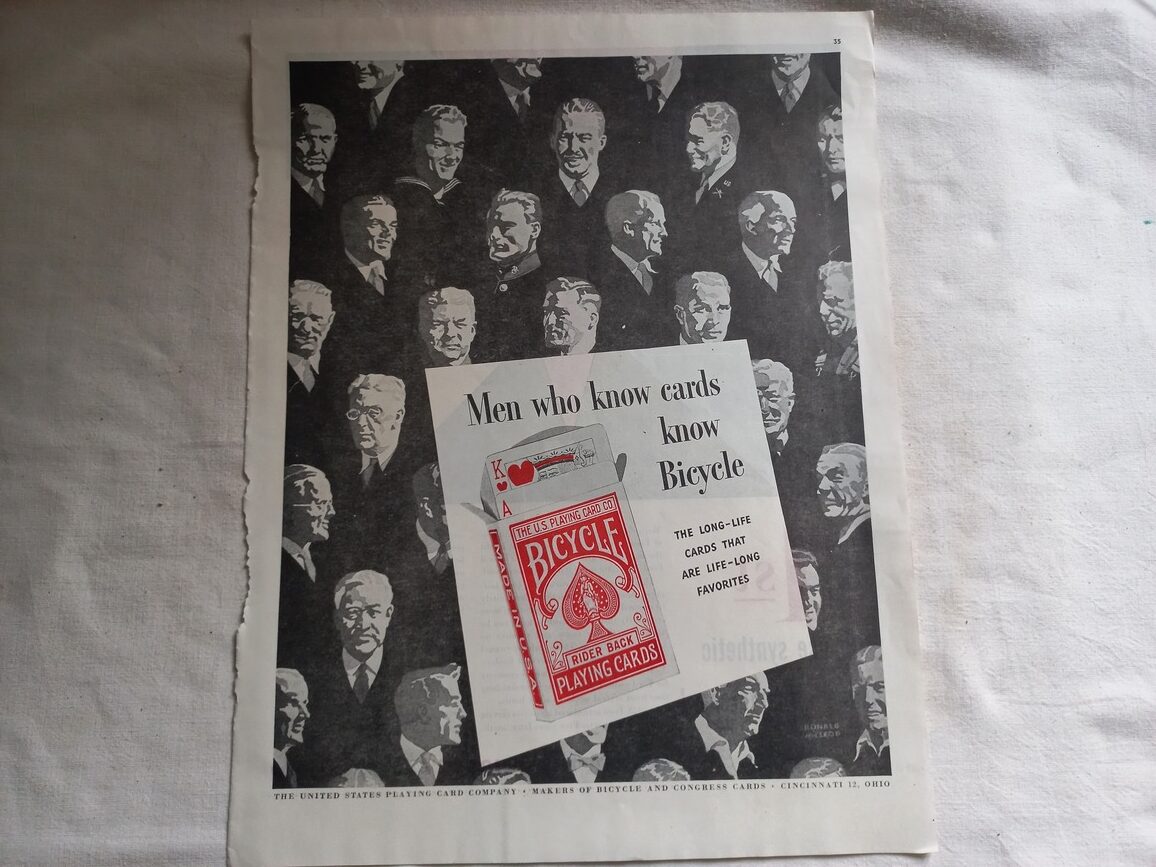 35
Men who know cards
know
Bicycle
K
A
THE U.S. PLAYING CARD CO
BICYCLE
RIDER BACK
PLAYING CARDS
MADE IN U.S.A.
THE LONG-LIFE
CARDS THAT
ARE LIFE-LONG
FAVORITES
US
synthetic
RONALD
McLEOD
THE UNITED STATES PLAYING CARD COMPANY • MAKERS OF BICYCLE AND CONGRESS CARDS • CINCINNATI 12, OHIO